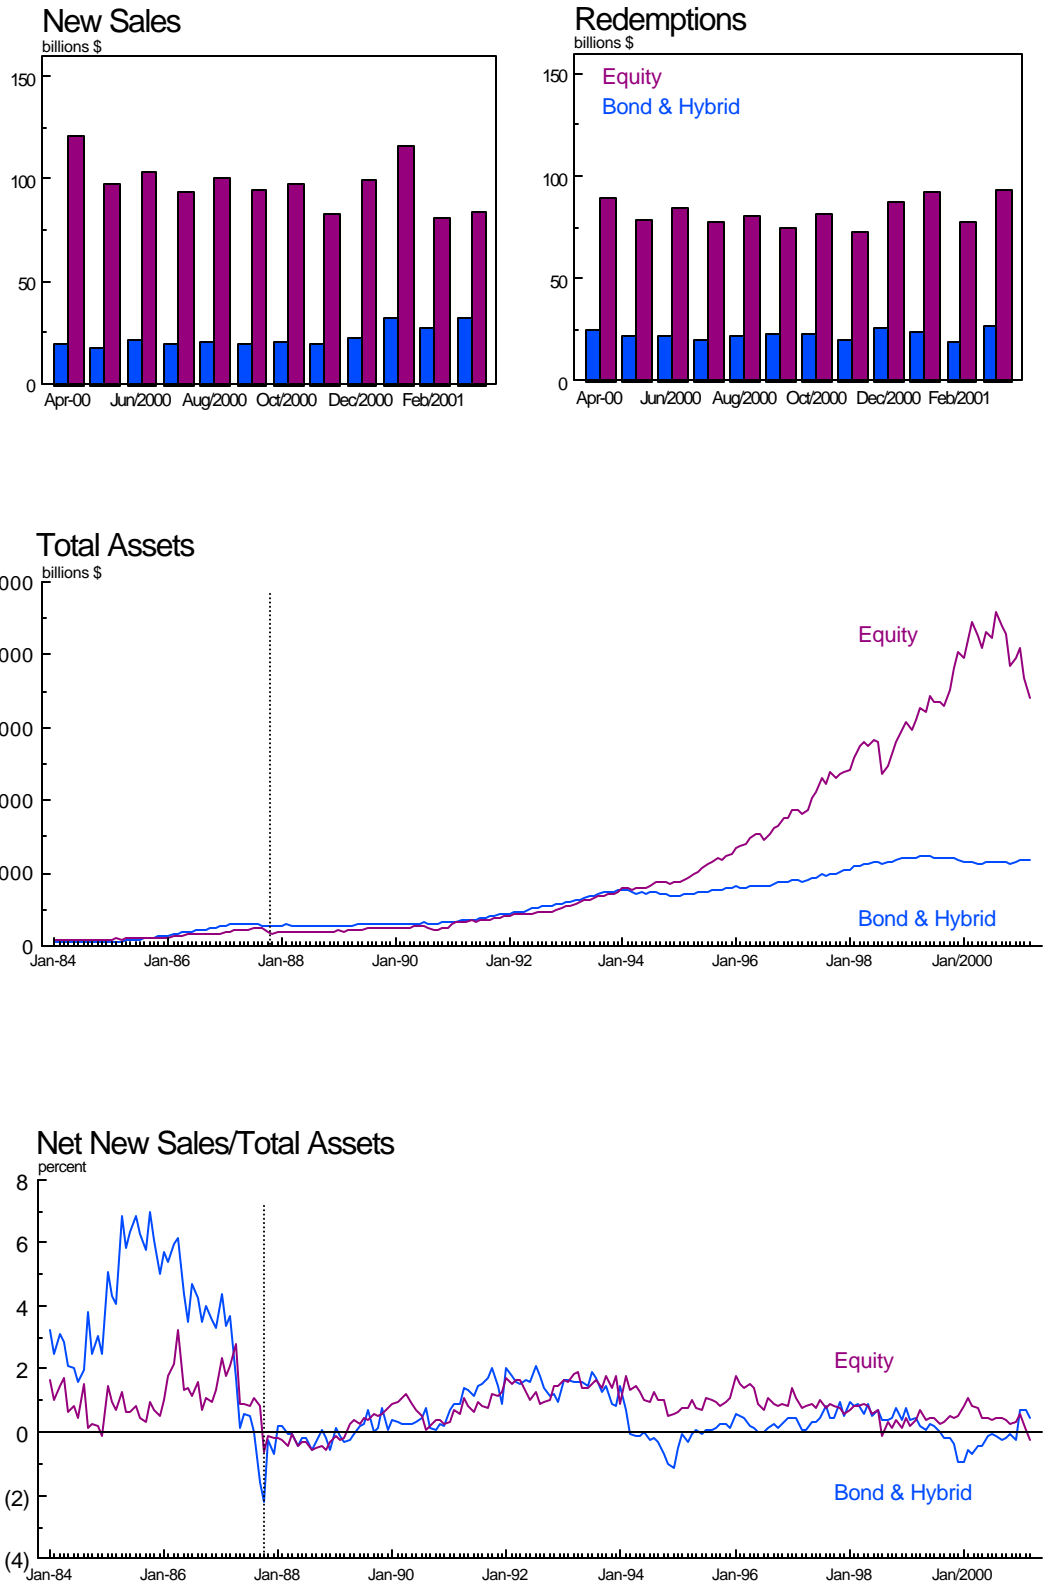 New Sales
billions $
150
100
50
0
Apr-00 Jun/2000 Aug/2000 Oct/2000 Dec/2000 Feb/2001
Redemptions
billions $
150
Equity
Bond & Hybrid
100
50
0
Apr-00 Jun/2000 Aug/2000 Oct/2000 Dec/2000 Feb/2001
Total Assets
billions $
000
Equity
000
000
000
000
Bond & Hybrid
0
Jan-84 Jan-86 Jan-88 Jan-90 Jan-92 Jan-94 Jan-96 Jan-98 Jan/2000
Net New Sales/Total Assets
percent
8
6
4
2
Equity
0
Bond & Hybrid
(2)
(4)
Jan-84 Jan-86 Jan-88 Jan-90 Jan-92 Jan-94 Jan-96 Jan-98 Jan/2000